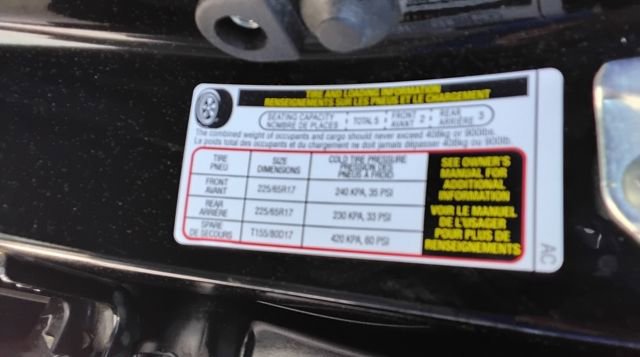 TIRE AND LOADING INFORMATION
RENSEIGNEMENTS SUR LES PNEUS ET LE CHARGEMENT
SEATING CAPACITY
NOMBRE DE PLACES
TOTAL 5
FRONT
AVANT 2
REAR
ARRIÈRE 3
The combined weight of occupants and cargo should never exceed 408kg or 900lbs.
Le poids total des occupants et du chargement ne doit jamais dépasser 408kg ou 900lb.
TIRE
PNEU
SIZE
DIMENSIONS
COLD TIRE PRESSURE
PRESSION DES
PNEUS A FROID
FRONT
AVANT
225/65R17
240 KPA, 35 PSI
REAR
ARRIÈRE
225/65R17
230 KPA, 33 PSI
SPARE
DE SECOURS
T155/80D17
420 KPA, 60 PSI
SEE OWNER'S
MANUAL FOR
ADDITIONAL
INFORMATION
VOIR LE MANUEL
DE L'USAGER
POUR PLUS DE
RENSEIGNEMENTS
AC